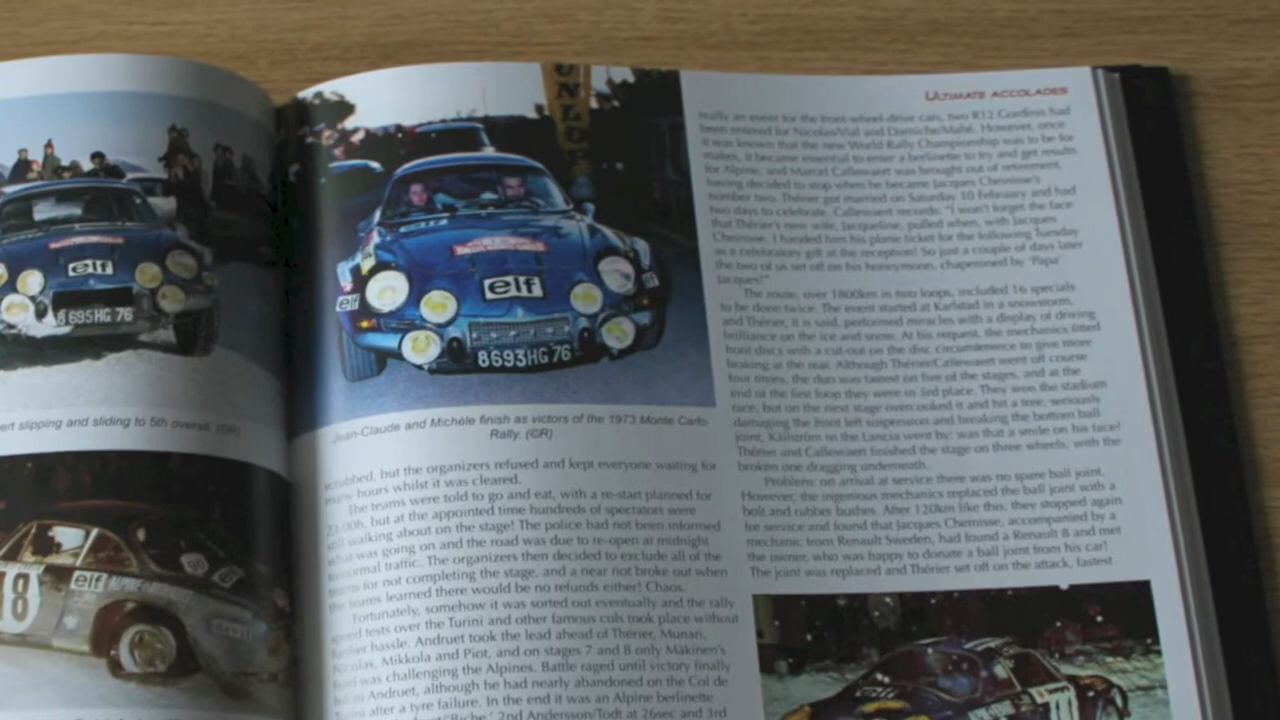 elf
8695HG 76
ert slipping and sliding to 5th overall. (©R)
18
elf
DUNLOP
elf
elf
8693HG 76
Jean-Claude and Michèle finish as victors of the 1973 Monte Carlo
Rally. (©R)
scrubbed, but the organizers refused and kept everyone waiting for
many hours whilst it was cleared.
The teams were told to go and eat, with a re-start planned for
23.00h, but at the appointed time hundreds of spectators were
still walking about on the stage! The police had not been informed
what was going on and the road was due to re-open at midnight
to normal traffic. The organizers then decided to exclude all of the
teams for not completing the stage, and a near riot broke out when
the teams learned there would be no refunds either! Chaos.
Fortunately, somehow it was sorted out eventually and the rally
speed tests over the Turini and other famous cols took place without
further hassle. Andruet took the lead ahead of Thérier, Munari,
Nicolas, Mikkola and Piot, and on stages 7 and 8 only Mäkinen's
Ford was challenging the Alpines. Battle raged until victory finally
fell to Andruet, although he had nearly abandoned on the Col de
Turini after a tyre failure. In the end it was an Alpine berlinette
"Biche," 2nd Andersson/Todt at 26sec and 3rd
ULTIMATE ACCOLADES
really an event for the front-wheel-drive cars, two R12 Gordinis had
been entered for Nicolas/Vial and Darniche/Mahé. However, once
it was known that the new World Rally Championship was to be for
makes, it became essential to enter a berlinette to try and get results
for Alpine, and Marcel Callewaert was brought out of retirement,
having decided to stop when he became Jacques Cheinisse's
number two. Thérier got married on Saturday 10 February and had
two days to celebrate. Callewaert records: "I won't forget the face
that Thérier's new wife, Jacqueline, pulled when, with Jacques
Cheinisse, I handed him his plane ticket for the following Tuesday
as a celebratory gift at the reception! So just a couple of days later
the two of us set off on his honeymoon, chaperoned by 'Papa'
Jacques!"
The route, over 1800km in two loops, included 16 specials
to be done twice. The event started at Karlstad in a snowstorm,
and Thérier, it is said, performed miracles with a display of driving
brilliance on the ice and snow. At his request, the mechanics fitted
front discs with a cut-out on the disc circumference to give more
braking at the rear. Although Thérier/Callewaert went off course
four times, the duo was fastest on five of the stages, and at the
end of the first loop they were in 3rd place. They won the stadium
race, but on the next stage overcooked it and hit a tree, seriously
damaging the front left suspension and breaking the bottom ball
joint. Källström in the Lancia went by: was that a smile on his face?
Thérier and Callewaert finished the stage on three wheels, with the
broken one dragging underneath.
Problem: on arrival at service there was no spare ball joint.
However, the ingenious mechanics replaced the ball joint with a
bolt and rubber bushes. After 120km like this, they stopped again
for service and found that Jacques Cheinisse, accompanied by a
mechanic from Renault Sweden, had found a Renault 8 and met
the owner, who was happy to donate a ball joint from his car!
The joint was replaced and Thérier set off on the attack, fastest
elf
11